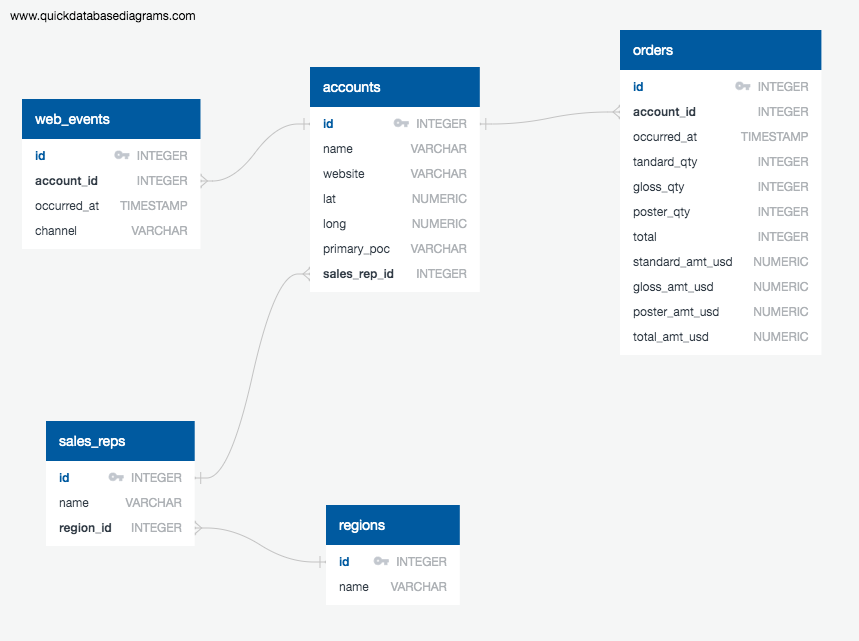 www.quickdatabasediagrams.com
web_events
id INTEGER
account_id INTEGER
occurred_at TIMESTAMP
channel VARCHAR
accounts
id INTEGER
name VARCHAR
website VARCHAR
lat NUMERIC
long NUMERIC
primary_poc VARCHAR
sales_rep_id INTEGER
orders
id INTEGER
account_id INTEGER
occurred_at TIMESTAMP
tandard_qty INTEGER
gloss_qty INTEGER
poster_qty INTEGER
total INTEGER
standard_amt_usd NUMERIC
gloss_amt_usd NUMERIC
poster_amt_usd NUMERIC
total_amt_usd NUMERIC
sales_reps
id INTEGER
name VARCHAR
region_id INTEGER
regions
id INTEGER
name VARCHAR